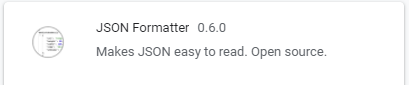 JSON Formatter 0.6.0
Makes JSON easy to read. Open source.